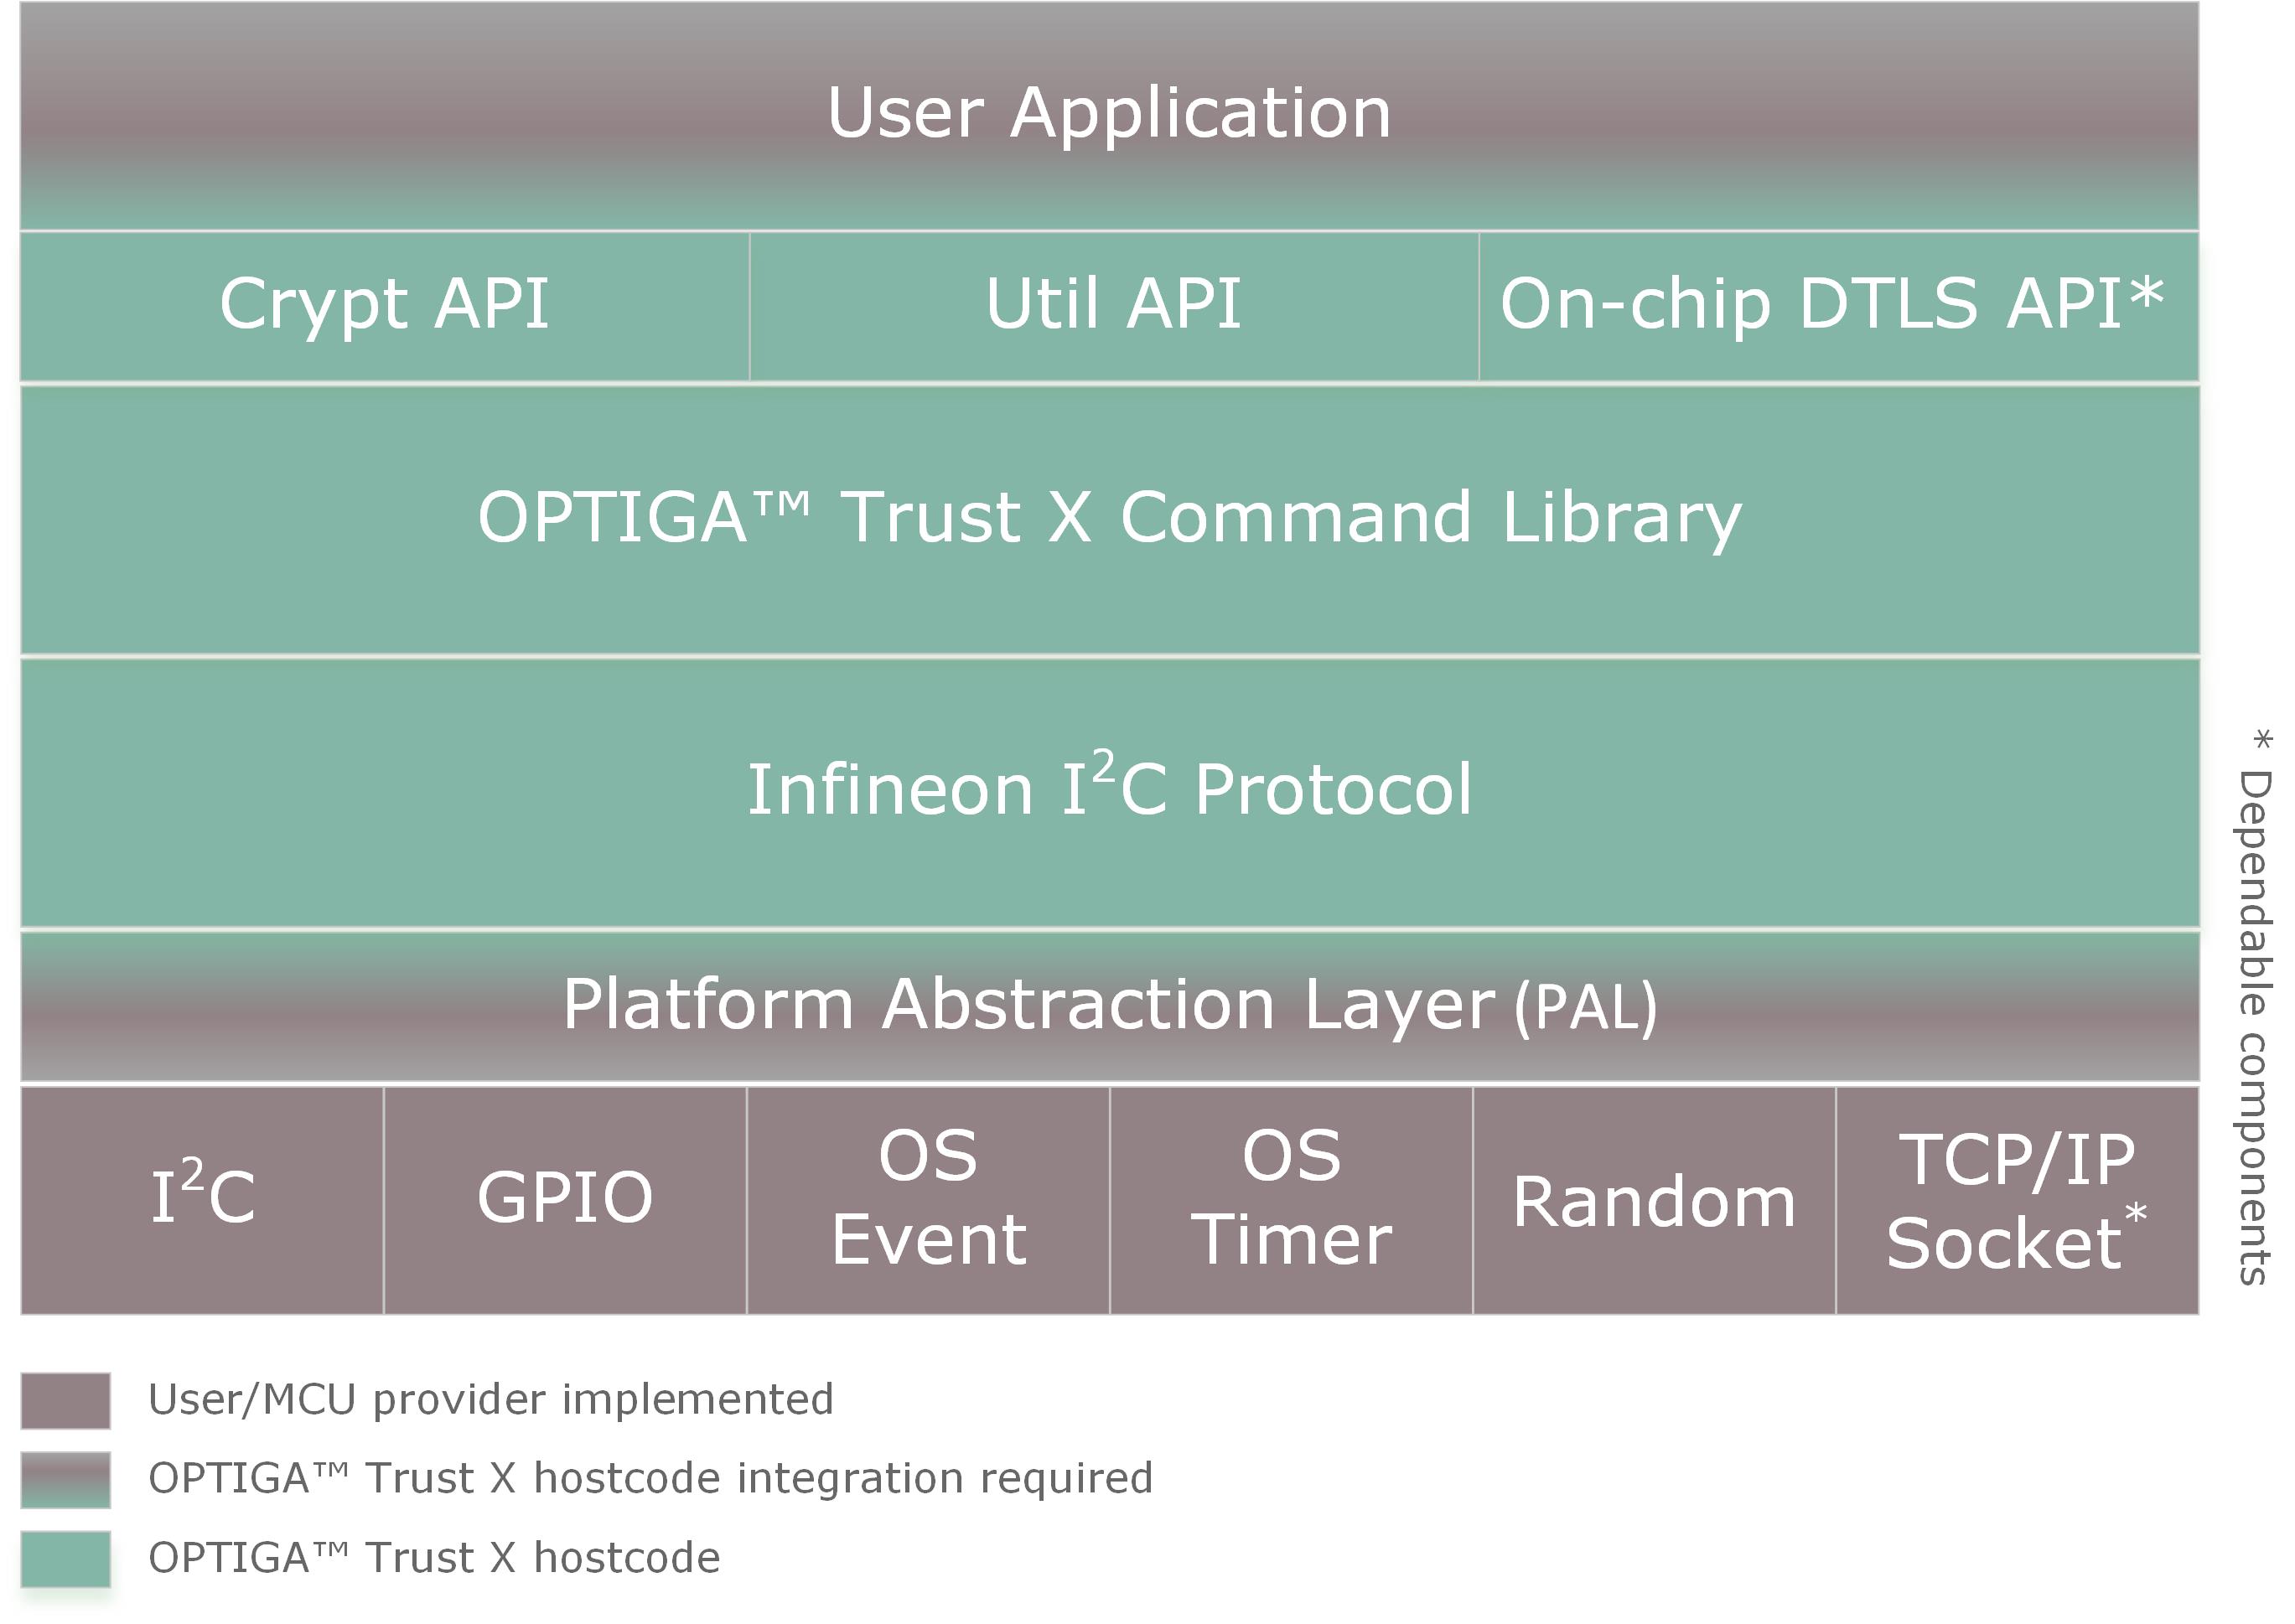 User Application
Crypt API
Util API
On-chip DTLS API*
OPTIGA™ Trust X Command Library
Infineon I²C Protocol
Platform Abstraction Layer (PAL)
I²C
GPIO
OS
Event
OS
Timer
Random
TCP/IP
Socket*
* Dependable components
User/MCU provider implemented
OPTIGA™ Trust X hostcode integration required
OPTIGA™ Trust X hostcode